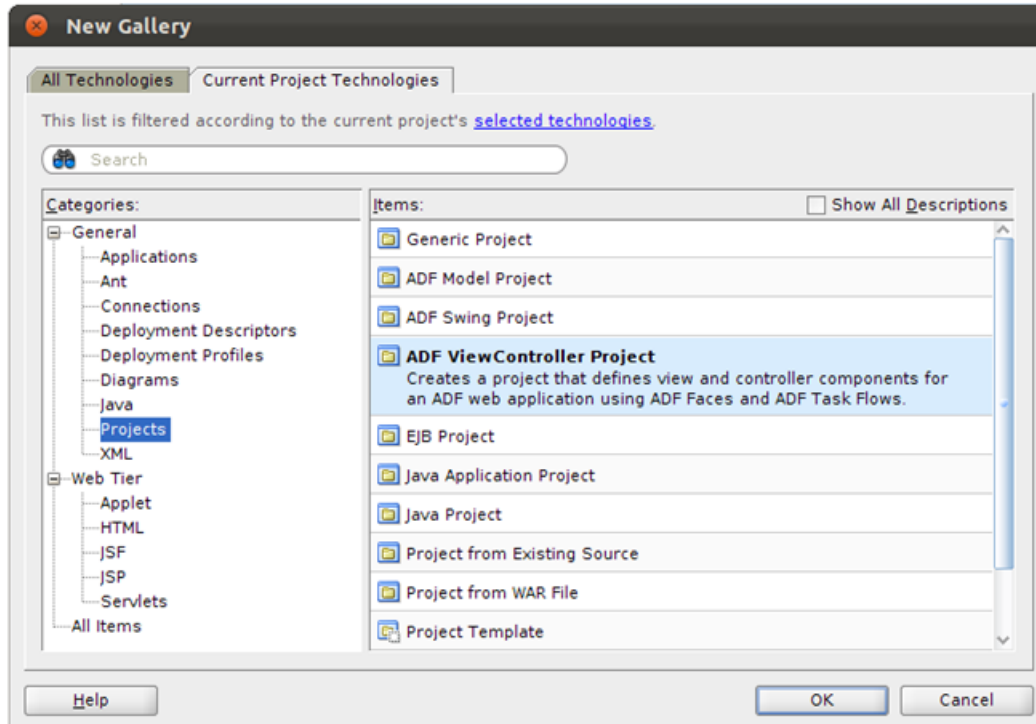 New Gallery
All Technologies
Current Project Technologies
This list is filtered according to the current project's selected technologies.
Search
Categories:
General
Applications
Ant
Connections
Deployment Descriptors
Deployment Profiles
Diagrams
Java
Projects
XML
Web Tier
Applet
HTML
JSF
JSP
Servlets
All Items
Items:
Show All Descriptions
Generic Project
ADF Model Project
ADF Swing Project
ADF ViewController Project
Creates a project that defines view and controller components for
an ADF web application using ADF Faces and ADF Task Flows.
EJB Project
Java Application Project
Java Project
Project from Existing Source
Project from WAR File
Project Template
Help
OK
Cancel